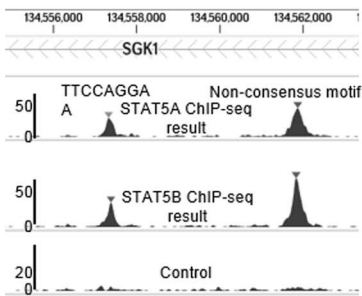 134,556,000 134,558,000 134,560,000 134,562,000
SGK1
TTCCAGGA Non-consensus motif
A STAT5A ChIP-seq
50 result
0
50 STAT5B ChIP-seq
result
0
20 Control
0